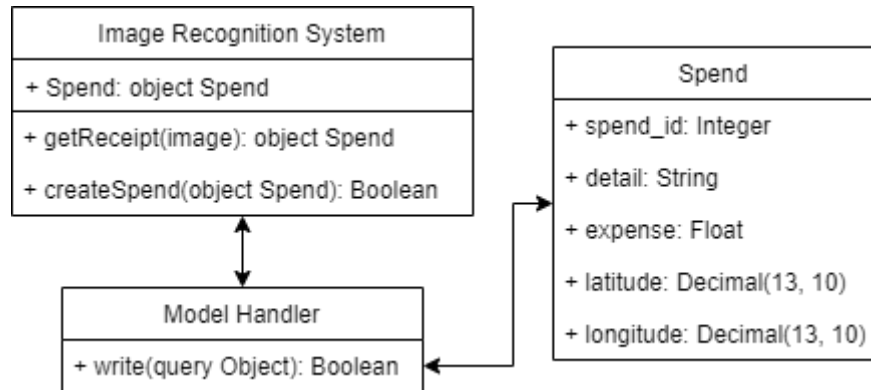 Image Recognition System
+ Spend: object Spend
+ getReceipt(image): object Spend
+ createSpend(object Spend): Boolean
Model Handler
+ write(query Object): Boolean
Spend
+ spend_id: Integer
+ detail: String
+ expense: Float
+ latitude: Decimal(13, 10)
+ longitude: Decimal(13, 10)